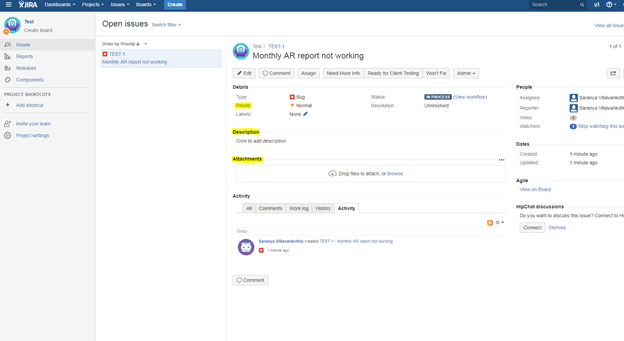 JIRA Dashboards Projects Issues Boards Create Search
Test
Create board
Issues
Reports
Releases
Components
PROJECT SHORTCUTS
+ Add shortcut
Invite your team
Project settings
Open issues Switch filter
View all issue
Order by Priority
TEST-1
Monthly AR report not working
Test / TEST-1
1 of 1
Monthly AR report not working
Edit Comment Assign Need More Info Ready for Client Testing Won't Fix Admin
Details
Type: Bug Status: IN PROCESS (View workflow)
Priority Normal Resolution: Unresolved
Labels: None
Description
Click to add description
Attachments
Drop files to attach, or browse.
Activity
All Comments Work log History Activity
Today
Saranya Villavankothai created TEST-1 - Monthly AR report not working
1 minute ago
Comment
People
Assignee: Saranya Villavankoth
Reporter: Saranya Villavankoth
Votes: 0
Watchers: 1 Stop watching this issu
Dates
Created: 1 minute ago
Updated: 1 minute ago
Agile
View on Board
HipChat discussions
Do you want to discuss this issue? Connect to Hi
Connect Dismiss